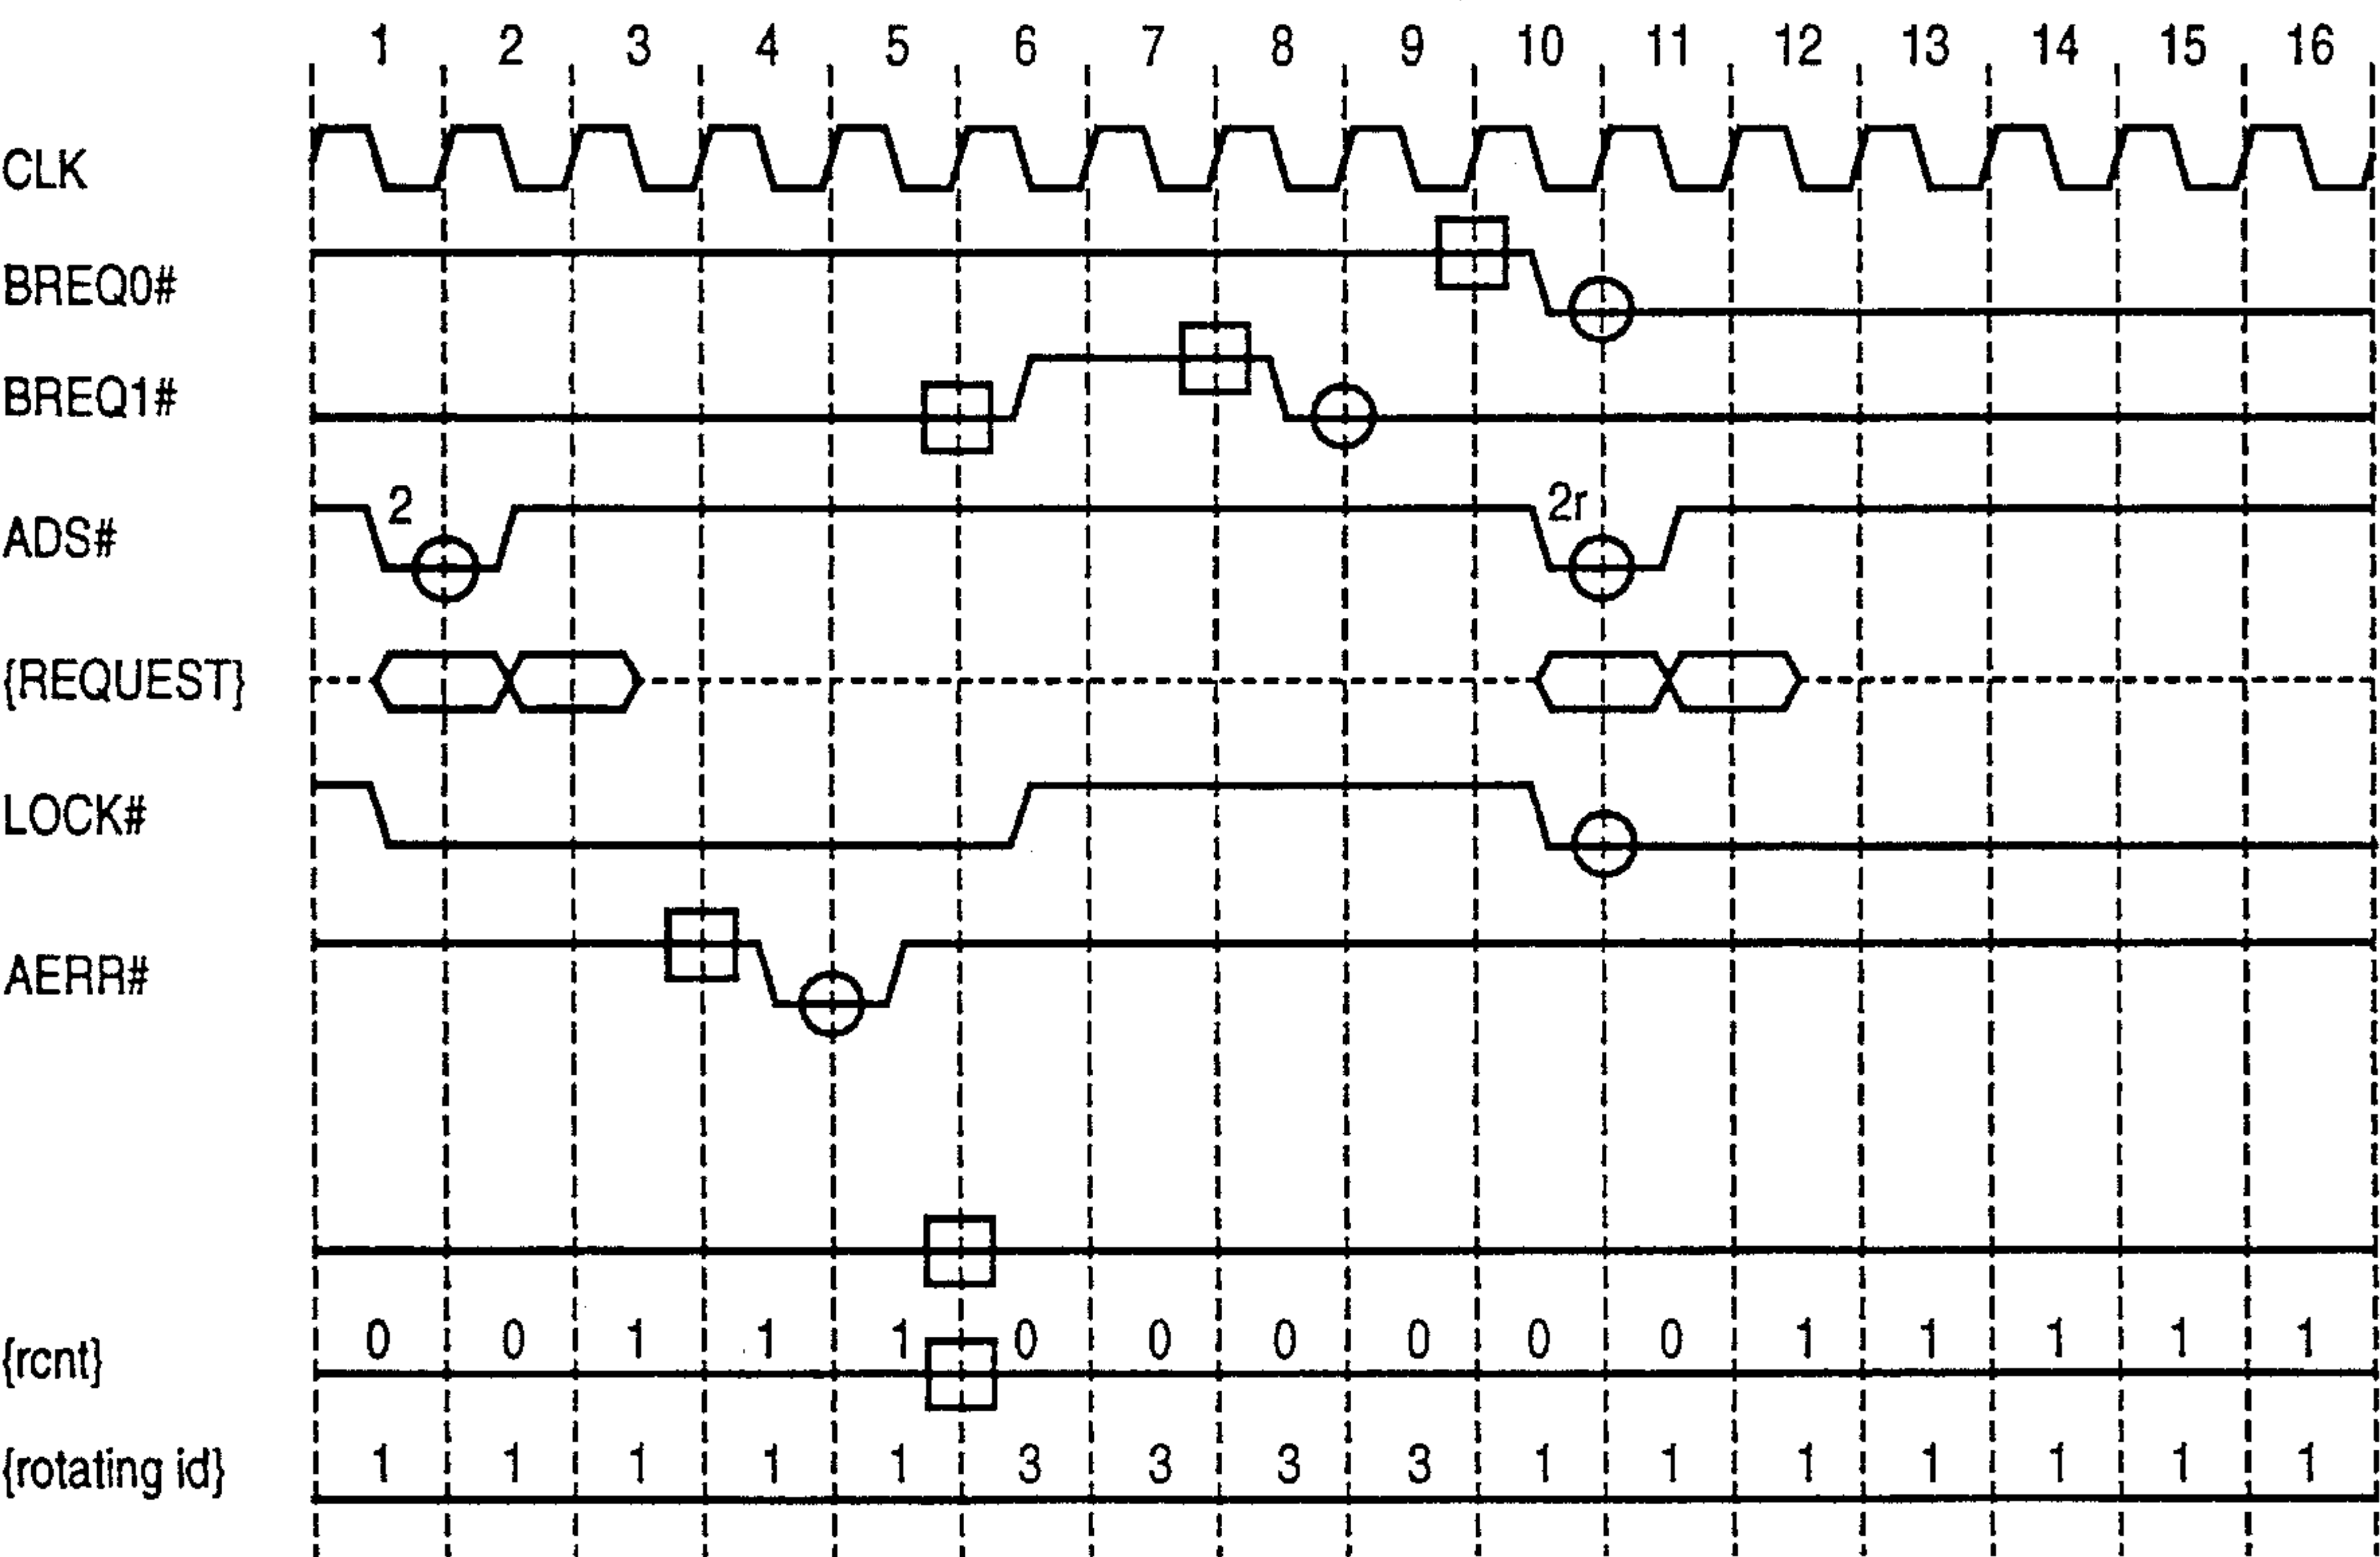 1 2 3 4 5 6 7 8 9 10 11 12 13 14 15 16
CLK
BREQ0#
BREQ1#
ADS# 2 2r
{REQUEST}
LOCK#
AERR#
{rcnt} 0 0 1 1 1 0 0 0 0 0 0 1 1 1 1 1
{rotating id} 1 1 1 1 1 3 3 3 3 1 1 1 1 1 1 1